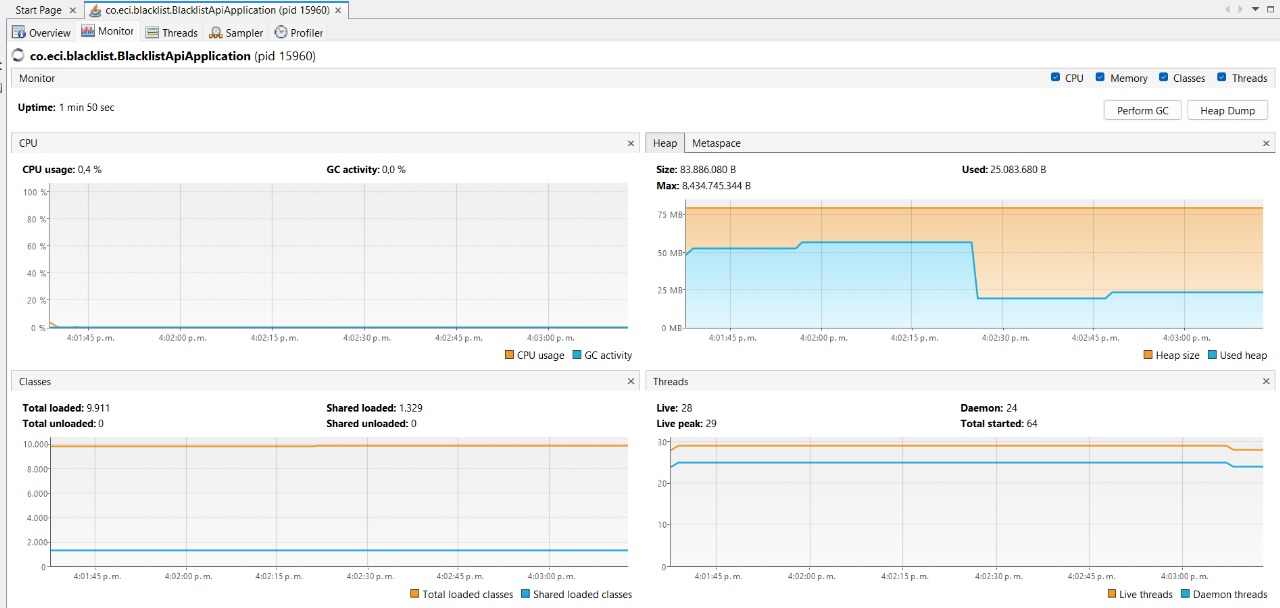 Start Page
co.eci.blacklist.BlacklistApiApplication (pid 15960)
Overview Monitor Threads Sampler Profiler
co.eci.blacklist.BlacklistApiApplication (pid 15960)
Monitor
CPU Memory Classes Threads
Uptime: 1 min 50 sec
Perform GC Heap Dump
CPU
CPU usage: 0,4 % GC activity: 0,0 %
100 %
80 %
60 %
40 %
20 %
0 %
4:01:45 p. m. 4:02:00 p. m. 4:02:15 p. m. 4:02:30 p. m. 4:02:45 p. m. 4:03:00 p. m.
CPU usage GC activity
Heap Metaspace
Size: 83.886.080 B Used: 25.083.680 B
Max: 8.434.745.344 B
75 MB
50 MB
25 MB
0 MB
4:01:45 p. m. 4:02:00 p. m. 4:02:15 p. m. 4:02:30 p. m. 4:02:45 p. m. 4:03:00 p. m.
Heap size Used heap
Classes
Total loaded: 9.911 Shared loaded: 1.329
Total unloaded: 0 Shared unloaded: 0
10.000
8.000
6.000
4.000
2.000
0
4:01:45 p. m. 4:02:00 p. m. 4:02:15 p. m. 4:02:30 p. m. 4:02:45 p. m. 4:03:00 p. m.
Total loaded classes Shared loaded classes
Threads
Live: 28 Daemon: 24
Live peak: 29 Total started: 64
30
20
10
0
4:01:45 p. m. 4:02:00 p. m. 4:02:15 p. m. 4:02:30 p. m. 4:02:45 p. m. 4:03:00 p. m.
Live threads Daemon threads